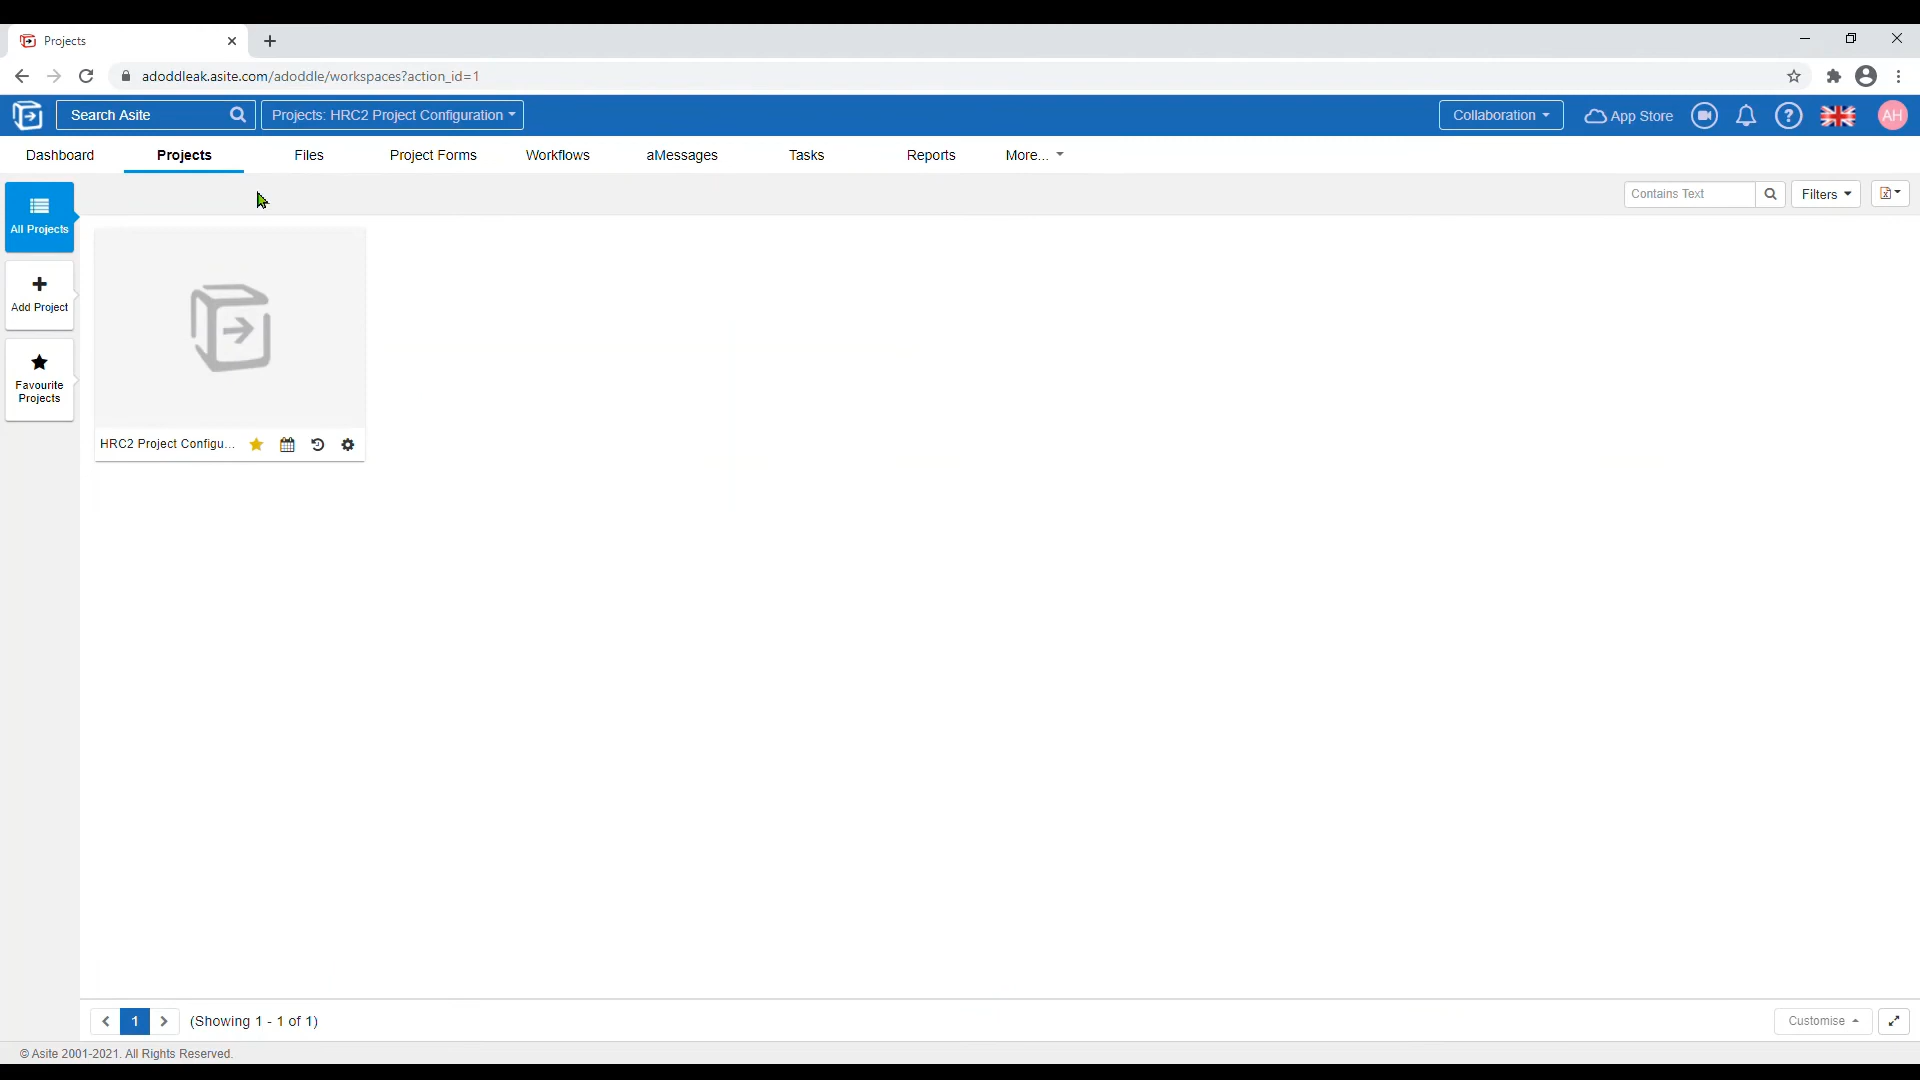 Projects
adoddleak.asite.com/adoddle/workspaces?action_id=1
Search Asite
Projects: HRC2 Project Configuration
Collaboration
App Store
?
AH
Dashboard
Projects
Files
Project Forms
Workflows
aMessages
Tasks
Reports
More...
Contains Text
Filters
All Projects
Add Project
Favourite
Projects
HRC2 Project Configu...
1
(Showing 1 - 1 of 1)
Customise
© Asite 2001-2021. All Rights Reserved.